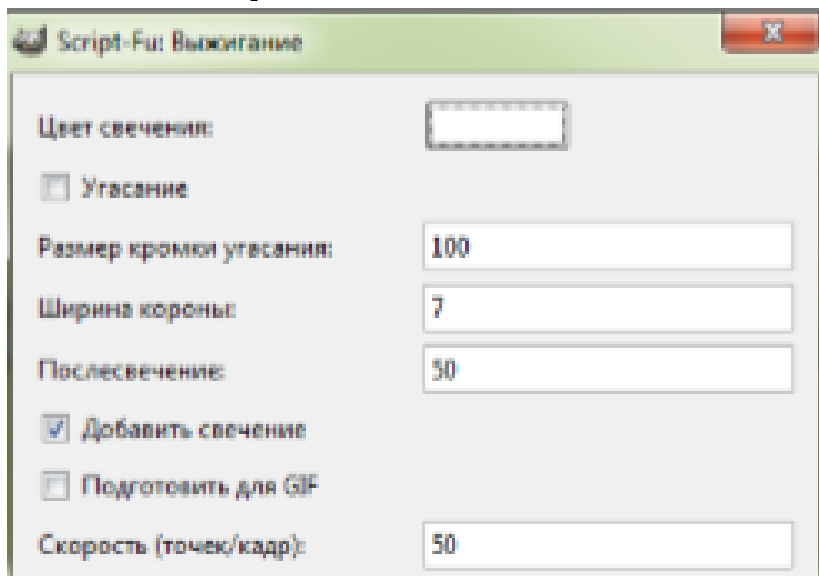 Script-Fu: Выжигание
Цвет свечения:
Угасание
Размер кромки угасания: 100
Ширина короны: 7
Послесвечение: 50
Добавить свечение
Подготовить для GIF
Скорость (точек/кадр): 50